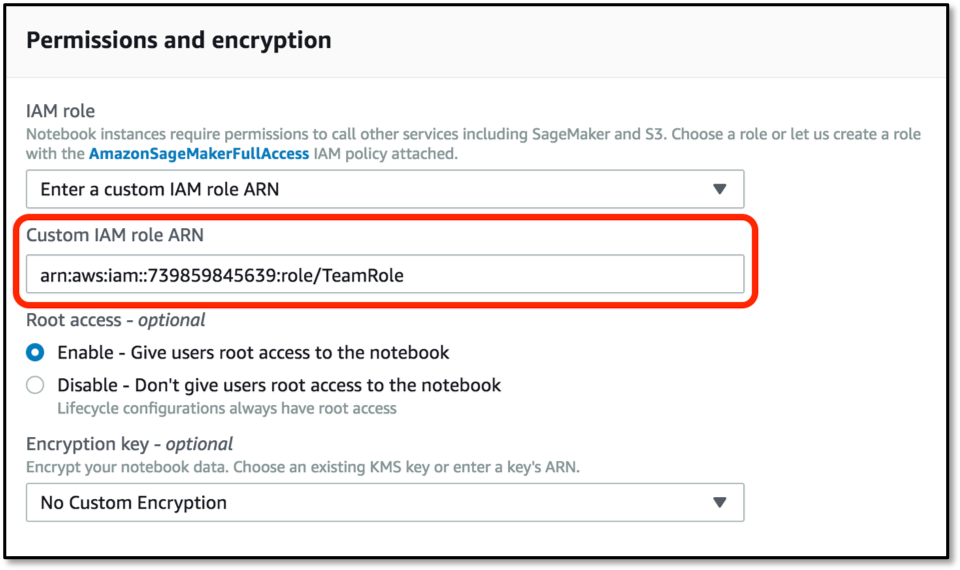 Permissions and encryption
IAM role
Notebook instances require permissions to call other services including SageMaker and S3. Choose a role or let us create a role
with the AmazonSageMakerFullAccess IAM policy attached.
Enter a custom IAM role ARN
Custom IAM role ARN
arn:aws:iam::739859845639:role/TeamRole
Root access - optional
Enable - Give users root access to the notebook
Disable - Don't give users root access to the notebook
Lifecycle configurations always have root access
Encryption key - optional
Encrypt your notebook data. Choose an existing KMS key or enter a key's ARN.
No Custom Encryption